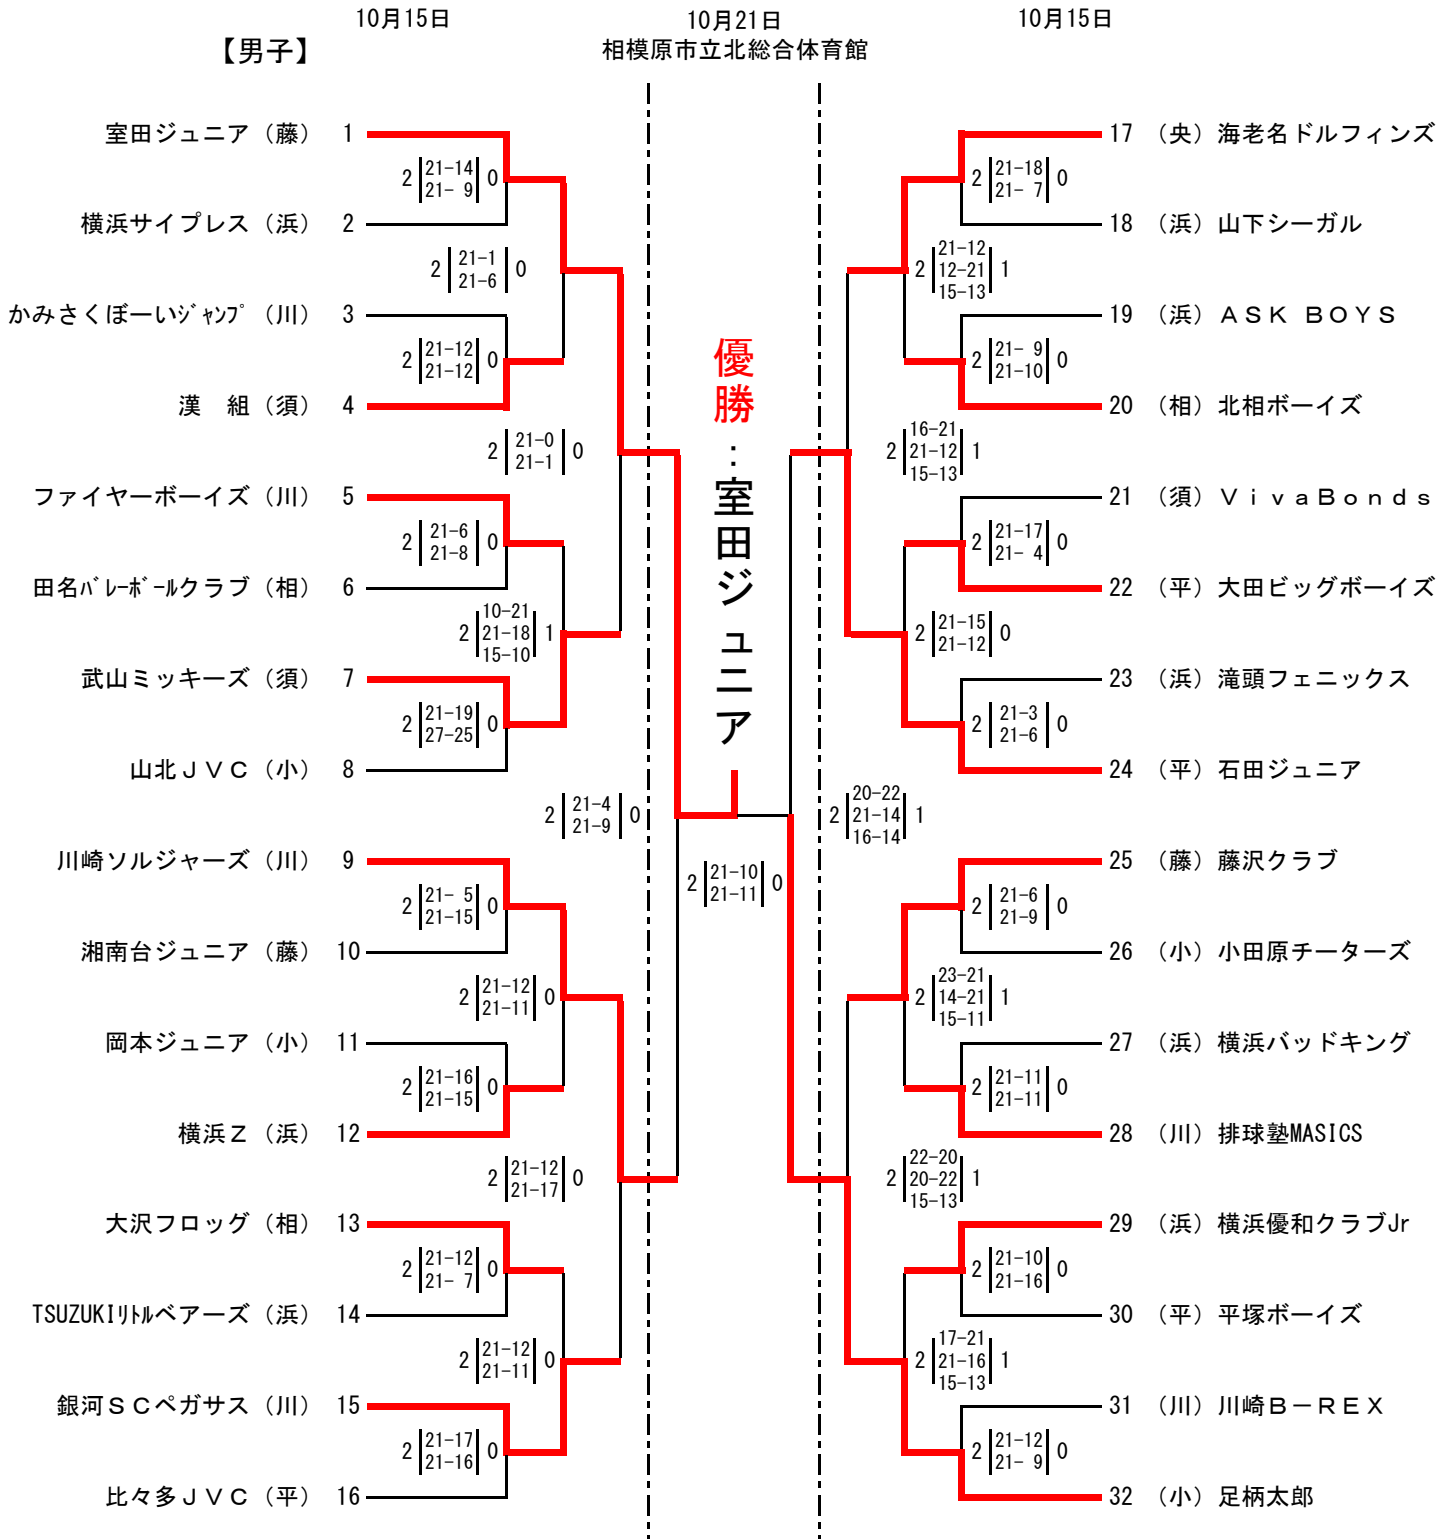 10月15日 10月21日 10月15日
【男子】 相模原市立北総合体育館
室田ジュニア（藤） 1
2 21-14 0
21- 9
横浜サイプレス（浜） 2
2 21-1 0
21-6
かみさくぼーいｼﾞｬﾝﾌﾟ（川） 3
2 21-12 0
21-12
漢　組（須） 4
2 21-0 0
21-1
ファイヤーボーイズ（川） 5
2 21-6 0
21-8
田名ﾊﾞﾚｰﾎﾞｰﾙクラブ（相） 6
10-21
2 21-18 1
15-10
武山ミッキーズ（須） 7
2 21-19 0
27-25
山北ＪＶＣ（小） 8
2 21-4 0
21-9
川崎ソルジャーズ（川） 9
2 21- 5 0
21-15
湘南台ジュニア（藤） 10
2 21-12 0
21-11
岡本ジュニア（小） 11
2 21-16 0
21-15
横浜Ｚ（浜） 12
2 21-12 0
21-17
大沢フロッグ（相） 13
2 21-12 0
21- 7
TSUZUKIﾘﾄﾙベアーズ（浜） 14
2 21-12 0
21-11
銀河ＳＣペガサス（川） 15
2 21-17 0
21-16
比々多ＪＶＣ（平） 16
優勝：室田ジュニア
2 21-10 0
21-11
17 （央）海老名ドルフィンズ
2 21-18 0
21- 7
18 （浜）山下シーガル
21-12
2 12-21 1
15-13
19 （浜）ＡＳＫ ＢＯＹＳ
2 21- 9 0
21-10
20 （相）北相ボーイズ
16-21
2 21-12 1
15-13
21 （須）ＶｉｖａＢｏｎｄｓ
2 21-17 0
21- 4
22 （平）大田ビッグボーイズ
2 21-15 0
21-12
23 （浜）滝頭フェニックス
2 21-3 0
21-6
24 （平）石田ジュニア
20-22
2 21-14 1
16-14
25 （藤）藤沢クラブ
2 21-6 0
21-9
26 （小）小田原チーターズ
23-21
2 14-21 1
15-11
27 （浜）横浜バッドキング
2 21-11 0
21-11
28 （川）排球塾MASICS
22-20
2 20-22 1
15-13
29 （浜）横浜優和クラブJr
2 21-10 0
21-16
30 （平）平塚ボーイズ
17-21
2 21-16 1
15-13
31 （川）川崎Ｂ－ＲＥＸ
2 21-12 0
21- 9
32 （小）足柄太郎